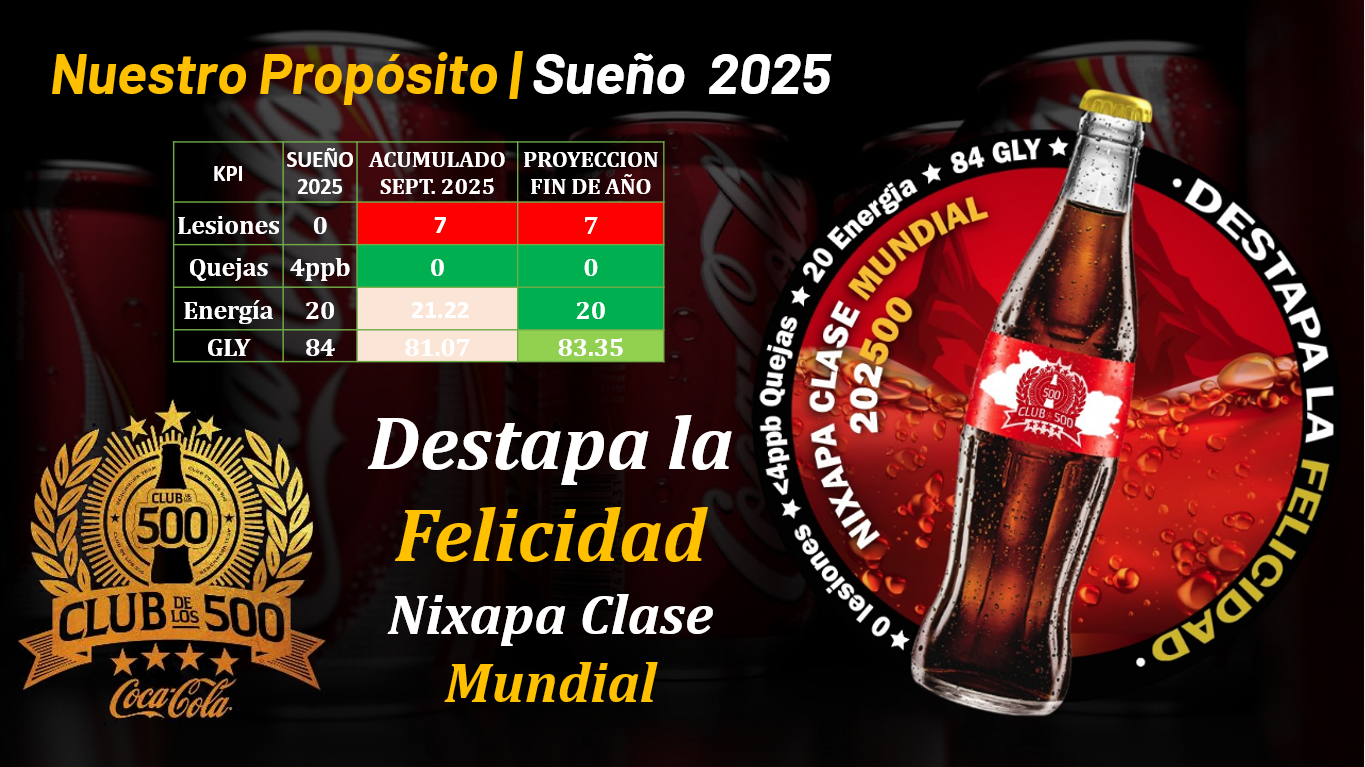 Nuestro Propósito | Sueño 2025
KPI
SUEÑO
2025
ACUMULADO
SEPT. 2025
PROYECCION
FIN DE AÑO
Lesiones 0 7 7
Quejas 4ppb 0 0
Energía 20 21.22 20
GLY 84 81.07 83.35
Destapa la
Felicidad
Nixapa Clase
Mundial
CLUB DE LOS
500
CLUB DE LOS 500
Coca-Cola
★ 0 lesiones ★ <4ppb Quejas ★ 20 Energia ★ 84 GLY ★
NIXAPA CLASE MUNDIAL
202500
• DESTAPA LA FELICIDAD •
500
CLUB DE LOS 500